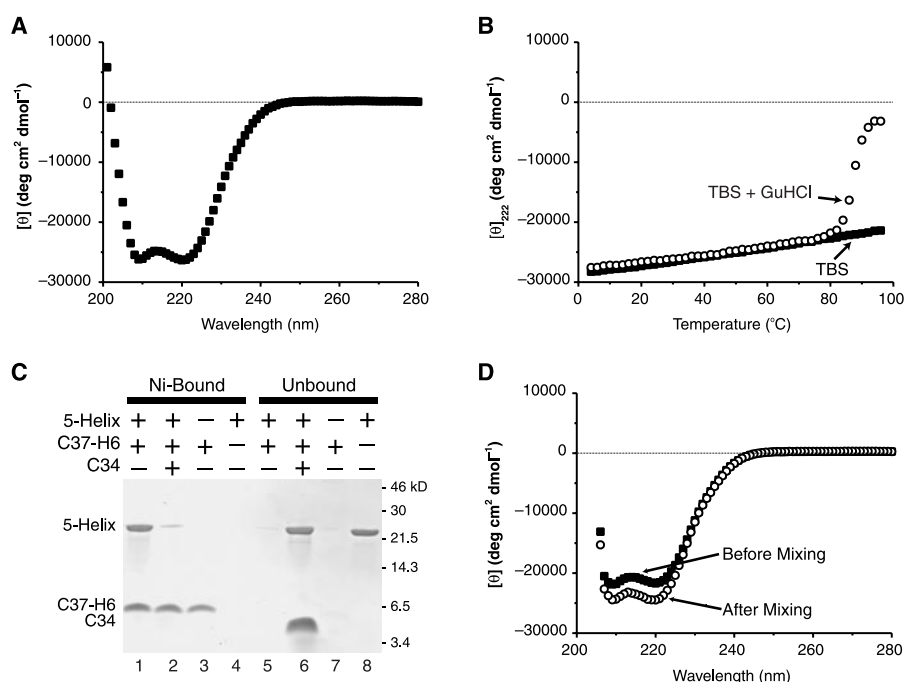 A
10000
0
−10000
−20000
−30000
[θ] (deg cm² dmol⁻¹)
200 220 240 260 280
Wavelength (nm)
B
10000
0
−10000
−20000
−30000
[θ]₂₂₂ (deg cm² dmol⁻¹)
TBS + GuHCl
TBS
0 20 40 60 80 100
Temperature (°C)
C
Ni-Bound Unbound
5-Helix + + − − + + − +
C37-H6 + + + − + + + −
C34 − + − − − + − −
46 kD
30
5-Helix
21.5
14.3
C37-H6 6.5
C34
3.4
1 2 3 4 5 6 7 8
D
10000
0
−10000
−20000
−30000
[θ] (deg cm² dmol⁻¹)
Before Mixing
After Mixing
200 220 240 260 280
Wavelength (nm)